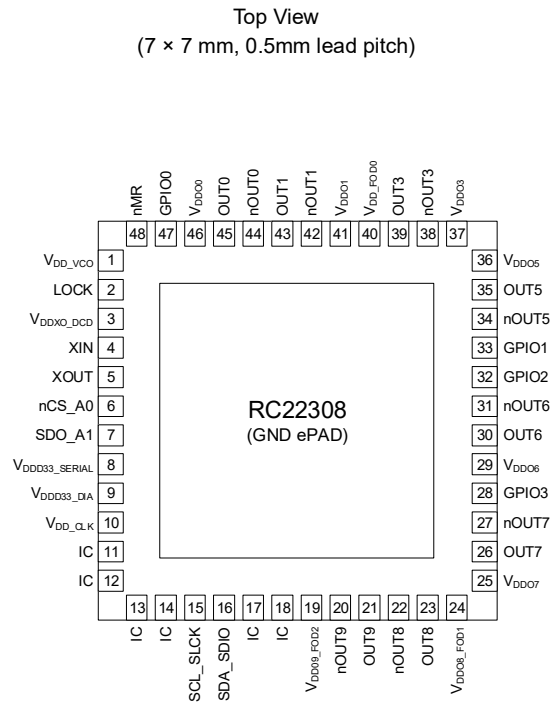 Top View
(7 × 7 mm, 0.5mm lead pitch)
nMR
GPIO0
VDDO0
OUT0
nOUT0
OUT1
nOUT1
VDDO1
VDD_FOD0
OUT3
nOUT3
VDDO3
48 47 46 45 44 43 42 41 40 39 38 37
VDD_VCO 1
LOCK 2
VDDXO_DCD 3
XIN 4
XOUT 5
nCS_A0 6
SDO_A1 7
VDDD33_SERIAL 8
VDDD33_DIA 9
VDD_CLK 10
IC 11
IC 12
RC22308
(GND ePAD)
36 VDDO5
35 OUT5
34 nOUT5
33 GPIO1
32 GPIO2
31 nOUT6
30 OUT6
29 VDDO6
28 GPIO3
27 nOUT7
26 OUT7
25 VDDO7
13 14 15 16 17 18 19 20 21 22 23 24
IC
IC
SCL_SLCK
SDA_SDIO
IC
IC
VDDO9_FOD2
nOUT9
OUT9
nOUT8
OUT8
VDDO8_FOD1